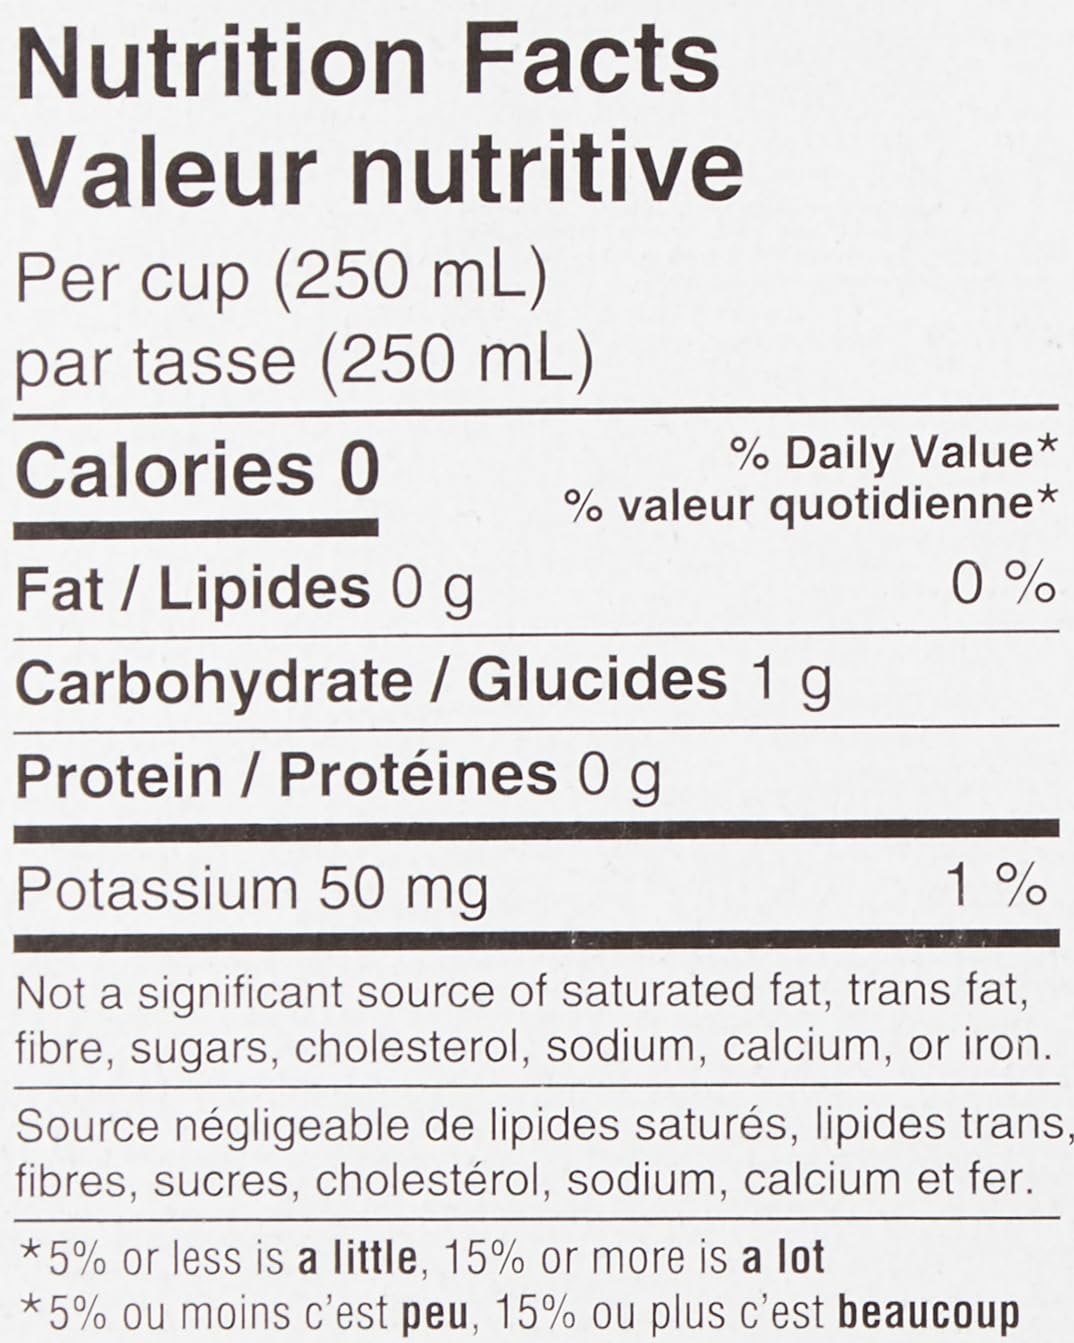 Nutrition Facts
Valeur nutritive
Per cup (250 mL)
par tasse (250 mL)
Calories 0
% Daily Value*
% valeur quotidienne*
Fat / Lipides 0 g 0 %
Carbohydrate / Glucides 1 g
Protein / Protéines 0 g
Potassium 50 mg 1 %
Not a significant source of saturated fat, trans fat,
fibre, sugars, cholesterol, sodium, calcium, or iron.
Source négligeable de lipides saturés, lipides trans,
fibres, sucres, cholestérol, sodium, calcium et fer.
*5% or less is a little, 15% or more is a lot
*5% ou moins c'est peu, 15% ou plus c'est beaucoup